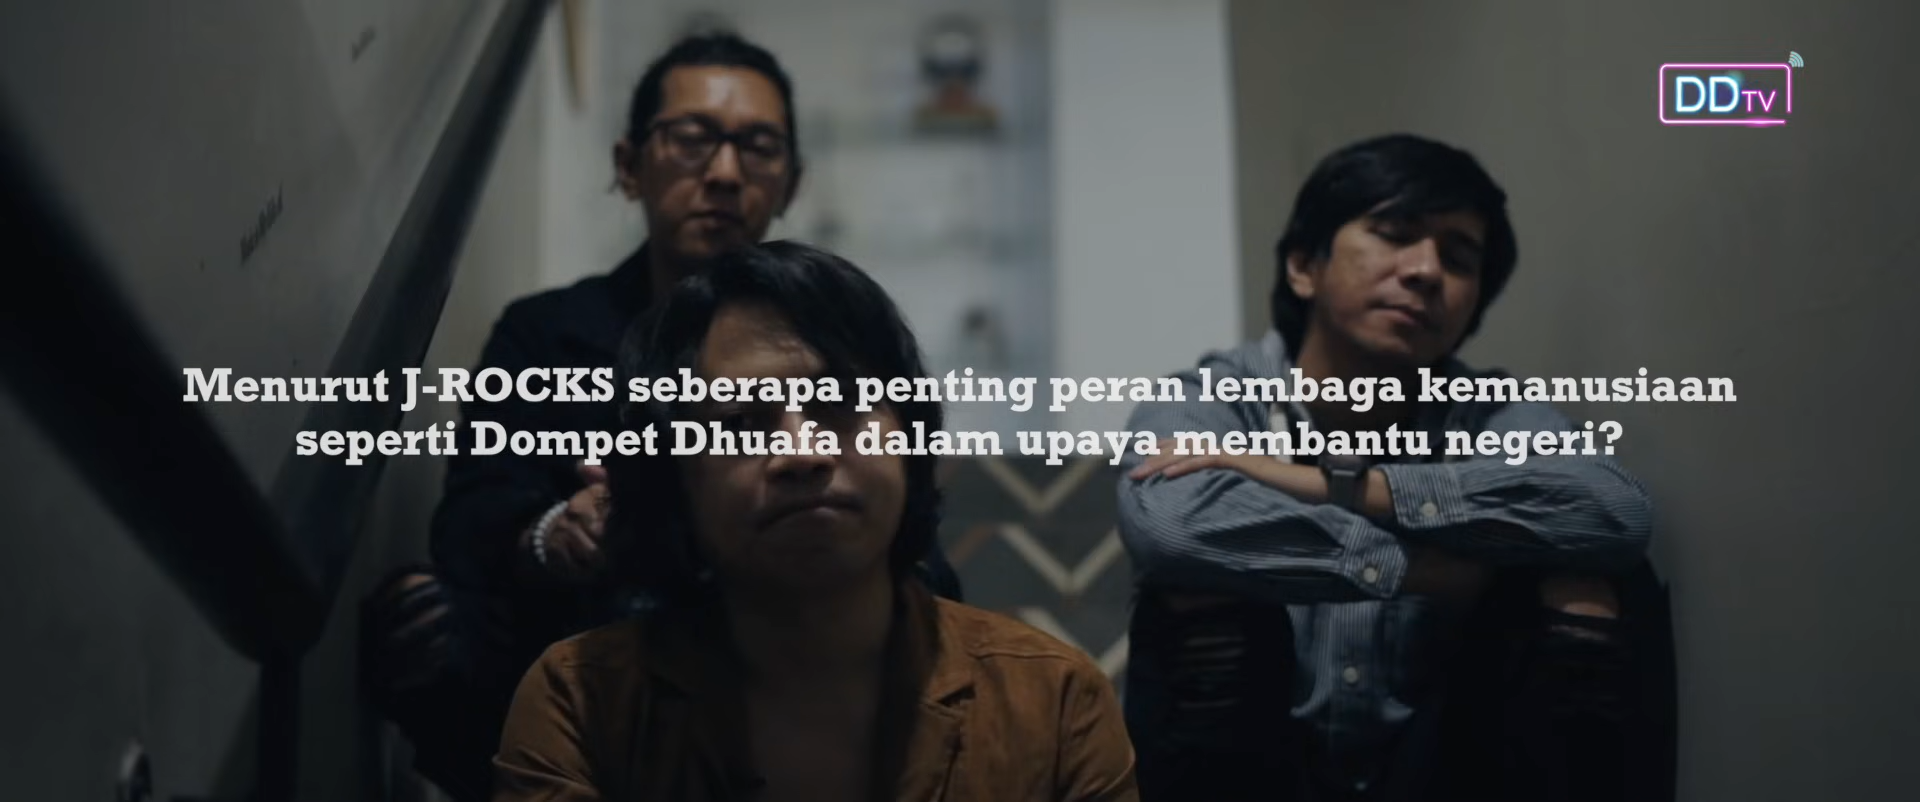 DDTV
Menurut J-ROCKS seberapa penting peran lembaga kemanusiaan
seperti Dompet Dhuafa dalam upaya membantu negeri?